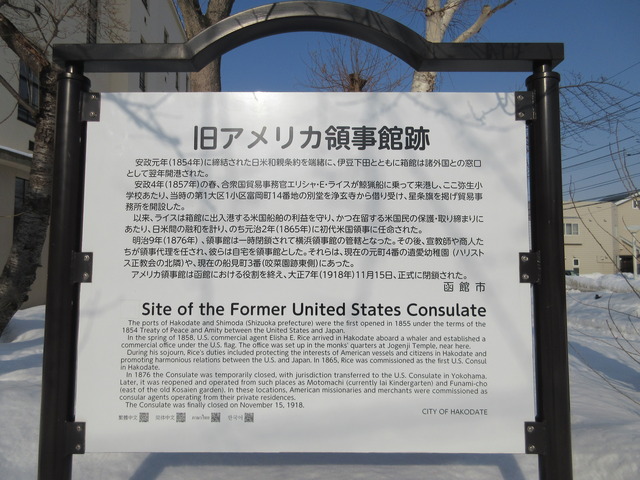 旧アメリカ領事館跡
安政元年(1854年)に締結された日米和親条約を端緒に、伊豆下田とともに箱館は諸外国との窓口
として翌年開港された。
安政4年(1857年)の春、合衆国貿易事務官エリシャ・E・ライスが鯨猟船に乗って来港し、ここ弥生小
学校あたり、当時の第1大区1小区富岡町14番地の別堂を浄玄寺から借り受け、星条旗を掲げ貿易事
務所を開設した。
以来、ライスは箱館に出入港する米国船舶の利益を守り、かつ在留する米国民の保護・取り締まりに
あたり、日米間の融和を計り、のち元治2年(1865年)に初代米国領事に任命された。
明治9年(1876年)、領事館は一時閉鎖されて横浜領事館の管轄となった。その後、宣教師や商人た
ちが領事代理を任され、彼らは自宅を領事館とした。それらは、現在の元町4番の遺愛幼稚園(ハリスト
ス正教会の北隣)や、現在の船見町3番(咬菜園跡東側)にあった。
アメリカ領事館は函館における役割を終え、大正7年(1918年)11月15日、正式に閉鎖された。
函館市
Site of the Former United States Consulate
The ports of Hakodate and Shimoda (Shizuoka prefecture) were the first opened in 1855 under the terms of the
1854 Treaty of Peace and Amity between the United States and Japan.
In the spring of 1858, U.S. commercial agent Elisha E. Rice arrived in Hakodate aboard a whaler and established a
commercial office under the U.S. flag. The office was set up in the monks' quarters at Jogenji Temple, near here.
During his sojourn, Rice's duties included protecting the interests of American vessels and citizens in Hakodate and
promoting harmonious relations between the U.S. and Japan. In 1865, Rice was commissioned as the first U.S. Consul
in Hakodate.
In 1876 the Consulate was temporarily closed, with jurisdiction transferred to the U.S. Consulate in Yokohama.
Later, it was reopened and operated from such places as Motomachi (currently Iai Kindergarten) and Funami-cho
(east of the old Kosaien garden). In these locations, American missionaries and merchants were commissioned as
consular agents operating from their private residences.
The Consulate was finally closed on November 15, 1918.
CITY OF HAKODATE
繁體中文 简体中文 ภาษาไทย 한국어